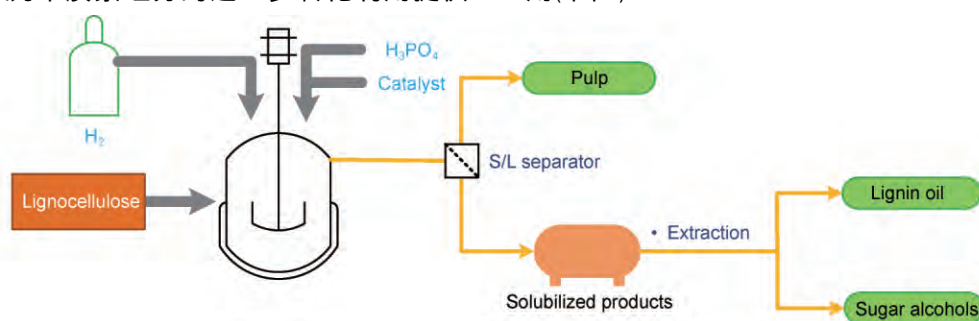 H₂
H₃PO₄
Catalyst
Lignocellulose
S/L separator
Pulp
Solubilized products
• Extraction
Lignin oil
Sugar alcohols